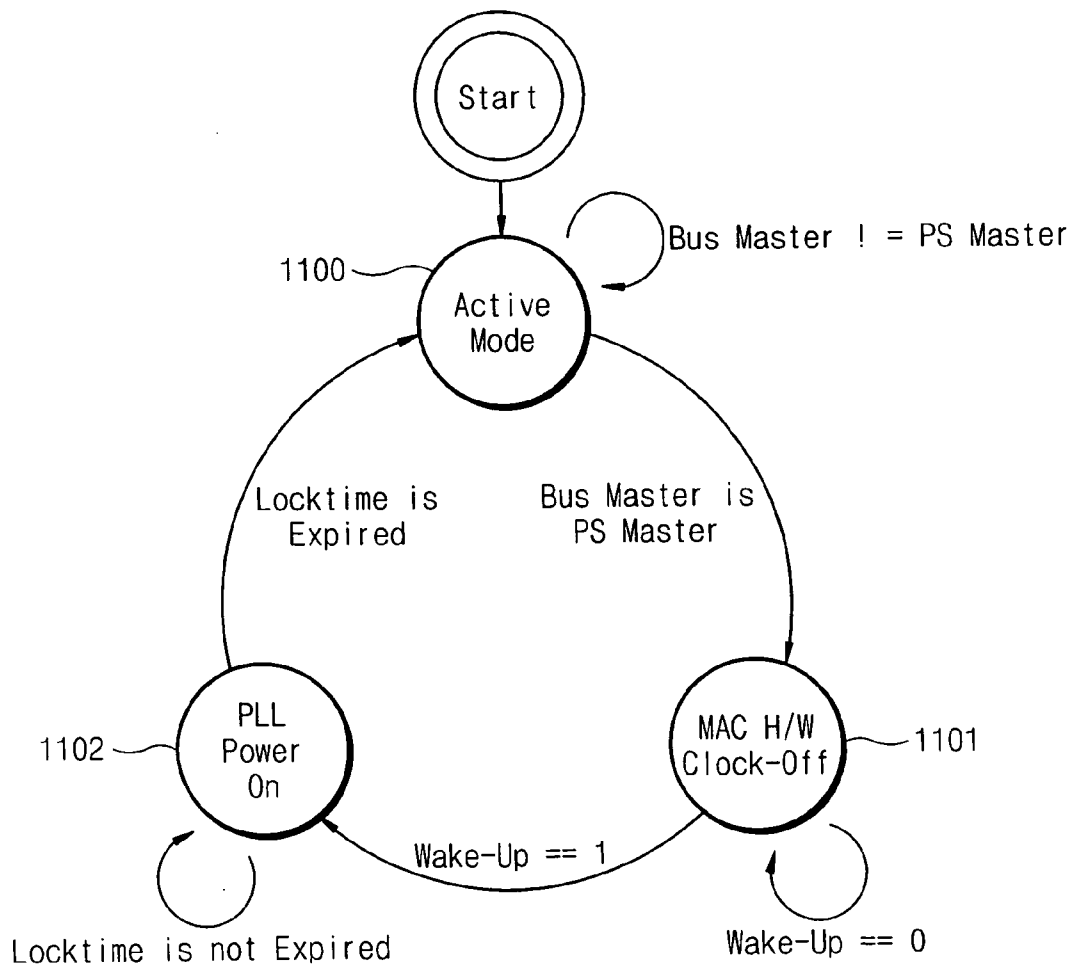 Start
Bus Master ! = PS Master
1100
Active
Mode
Locktime is
Expired
Bus Master is
PS Master
PLL
Power
On
1102
MAC H/W
Clock-Off
1101
Wake-Up == 1
Locktime is not Expired
Wake-Up == 0